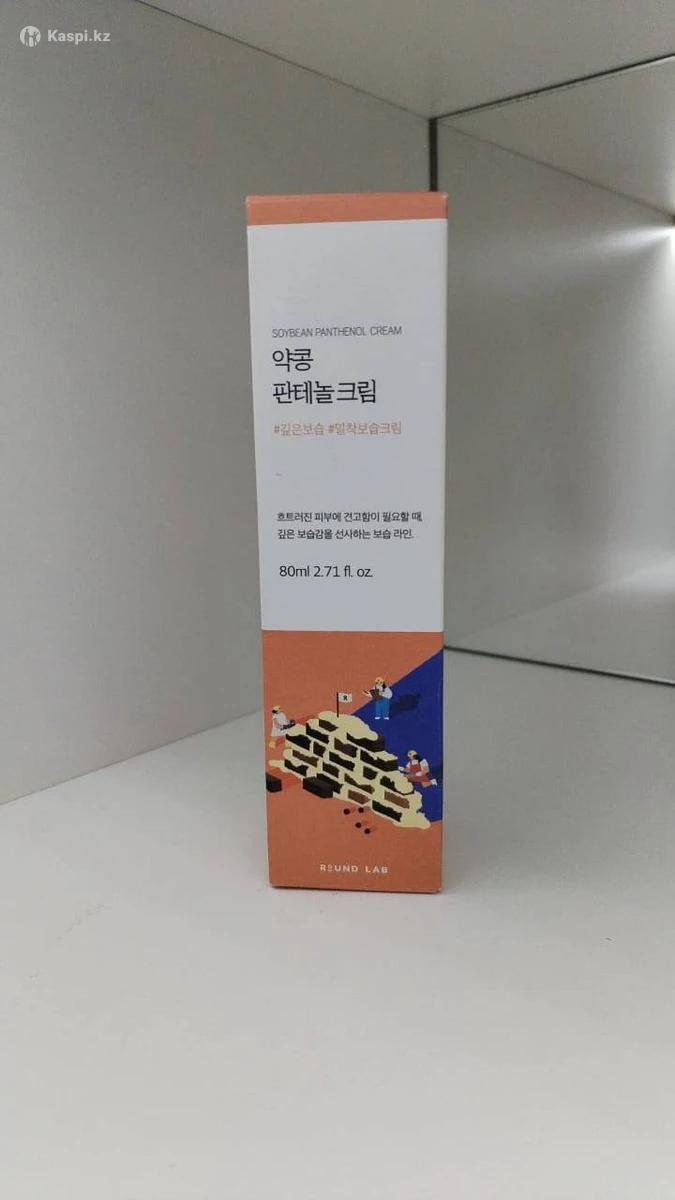 Kaspi.kz
SOYBEAN PANTHENOL CREAM
약콩
판테놀크림
#깊은보습 #밀착보습크림
흐트러진 피부에 견고함이 필요할 때,
깊은 보습감을 선사하는 보습 라인.
80ml 2.71 fl. oz.
R
ROUND LAB